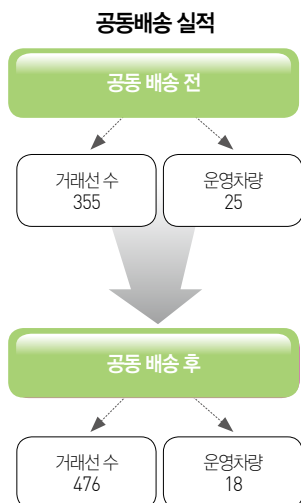 공동배송 실적
공동 배송 전
거래선 수
355
운영차량
25
공동 배송 후
거래선 수
476
운영차량
18